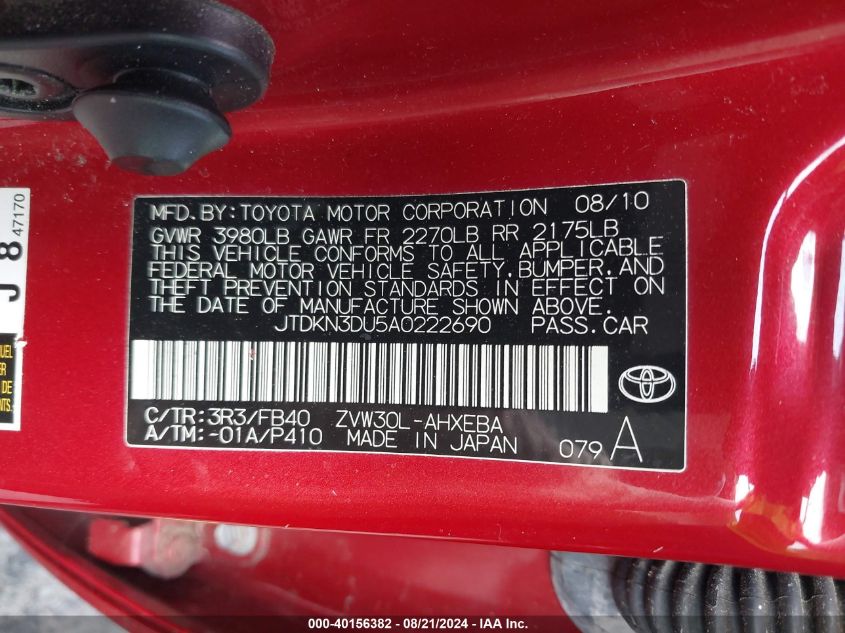 MFD. BY: TOYOTA MOTOR CORPORATION 08/10
GVWR 3980LB GAWR FR 2270LB RR 2175LB
THIS VEHICLE CONFORMS TO ALL APPLICABLE
FEDERAL MOTOR VEHICLE SAFETY, BUMPER, AND
THEFT PREVENTION STANDARDS IN EFFECT ON
THE DATE OF MANUFACTURE SHOWN ABOVE.
JTDKN3DU5A0222690 PASS. CAR
C/TR: 3R3/FB40 ZVW30L-AHXEBA
A/TM: -01A/P410 MADE IN JAPAN 079 A
J 8 47170
DE
000-40156382 - 08/21/2024 - IAA Inc.